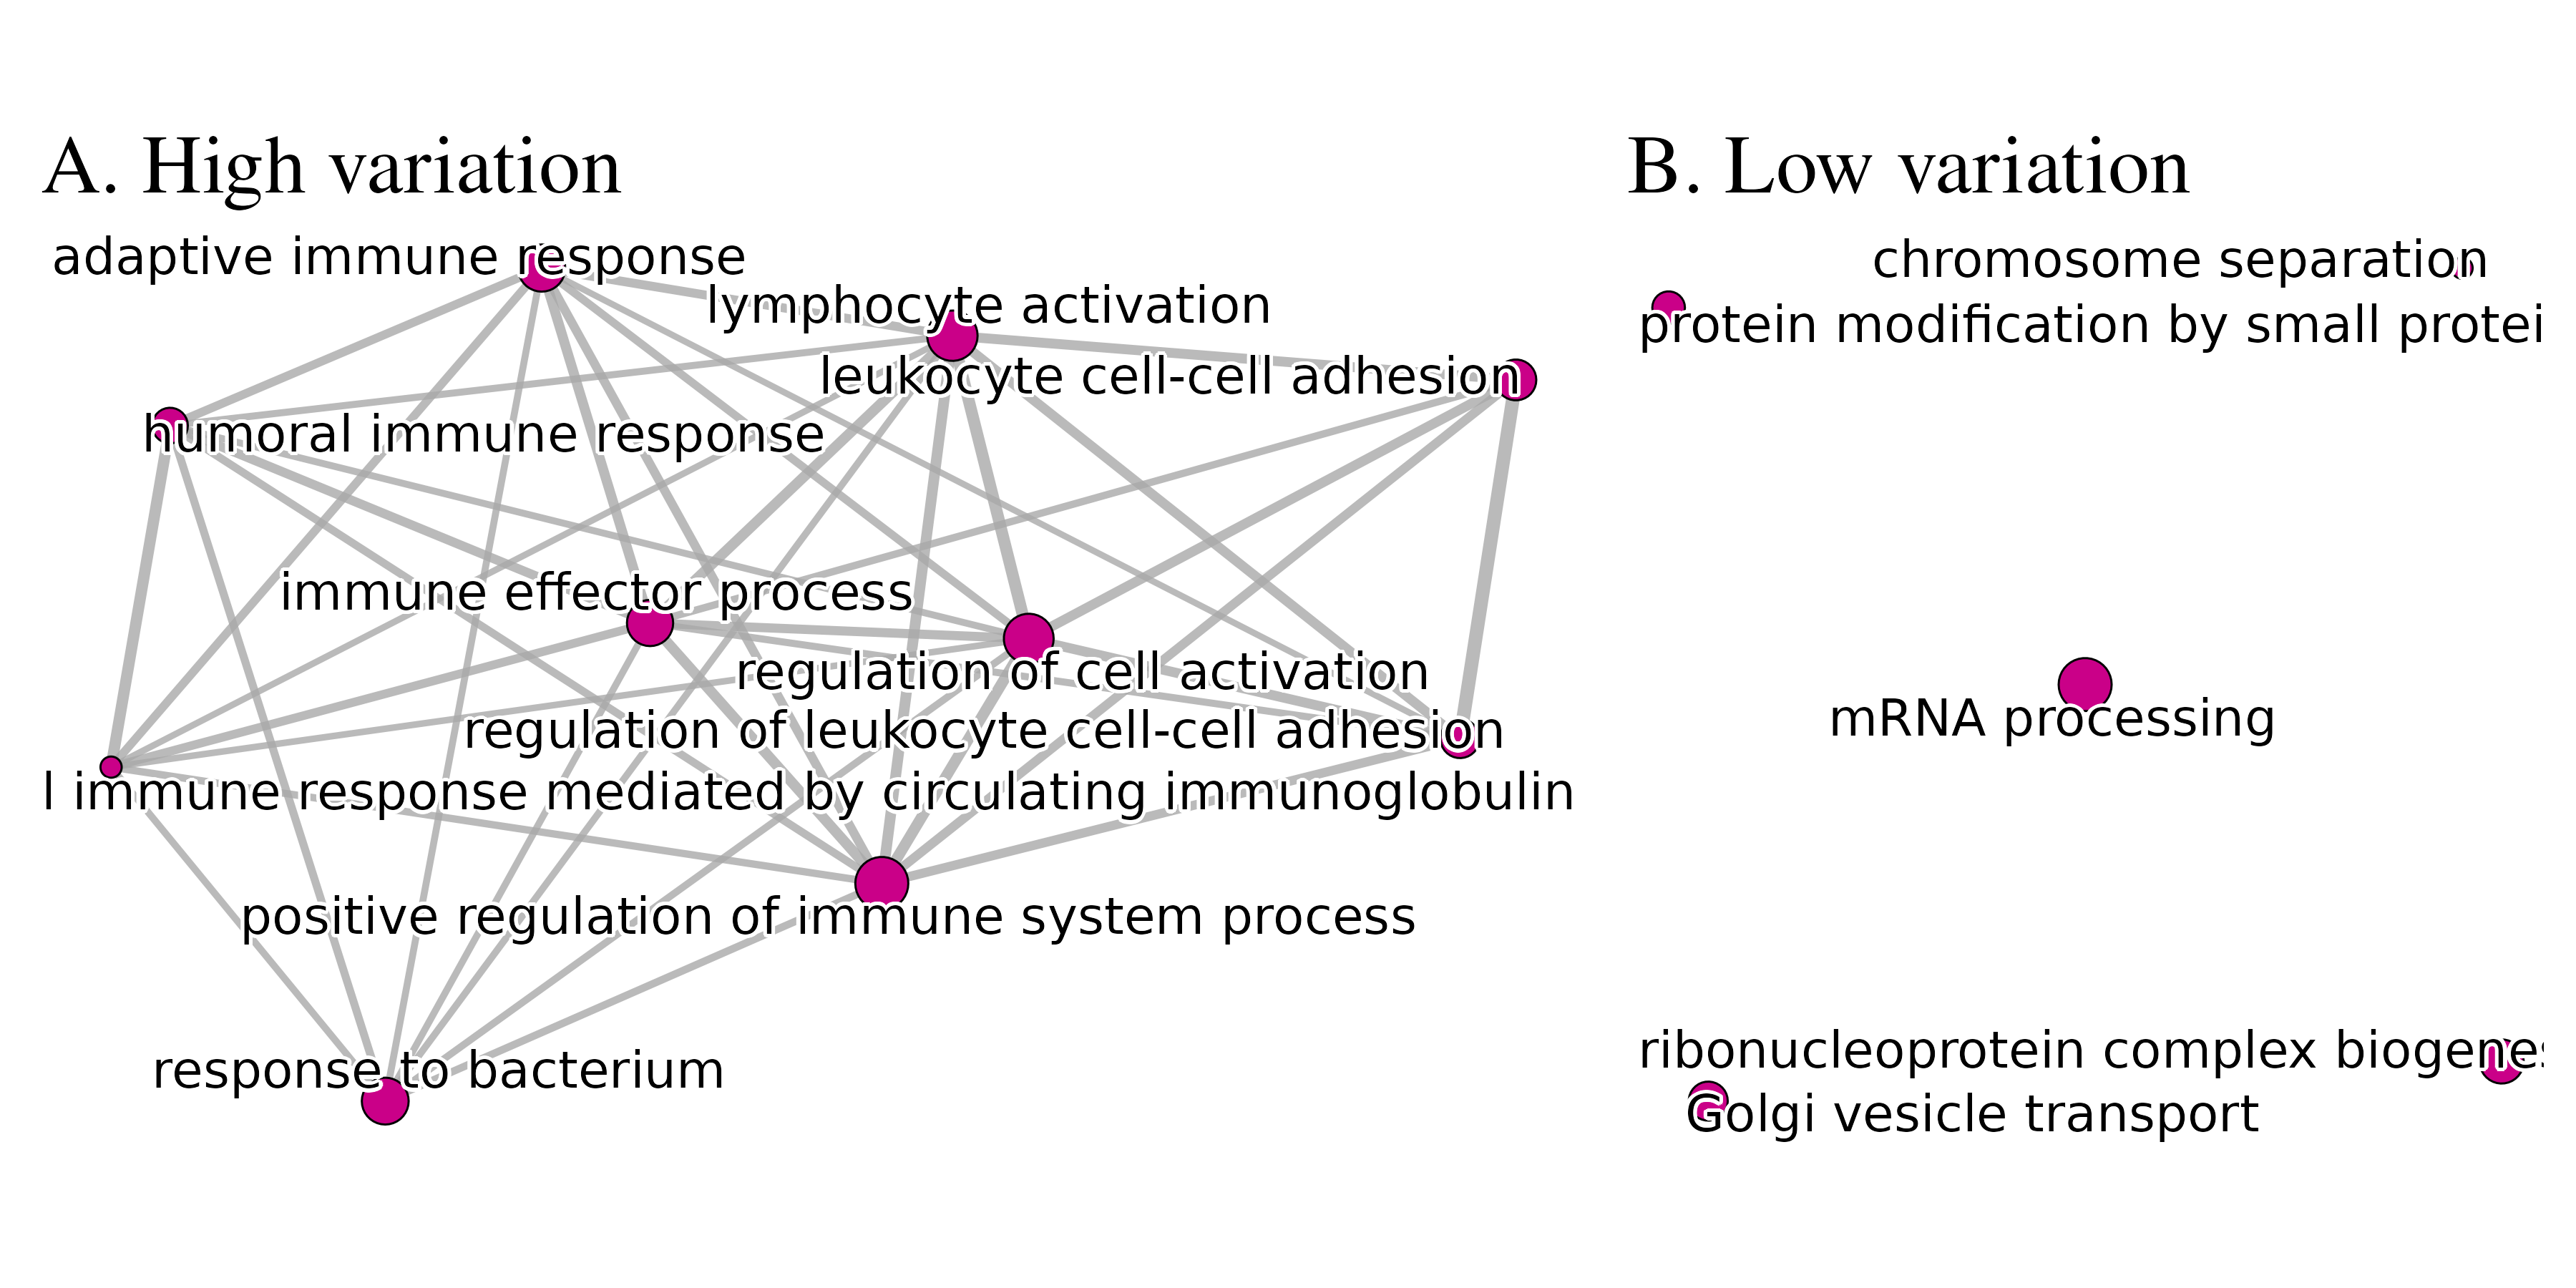 A. High variation
adaptive immune response
lymphocyte activation
leukocyte cell-cell adhesion
humoral immune response
immune effector process
regulation of cell activation
regulation of leukocyte cell-cell adhesion
l immune response mediated by circulating immunoglobulin
positive regulation of immune system process
response to bacterium
B. Low variation
chromosome separation
protein modification by small protei
mRNA processing
ribonucleoprotein complex biogenes
Golgi vesicle transport